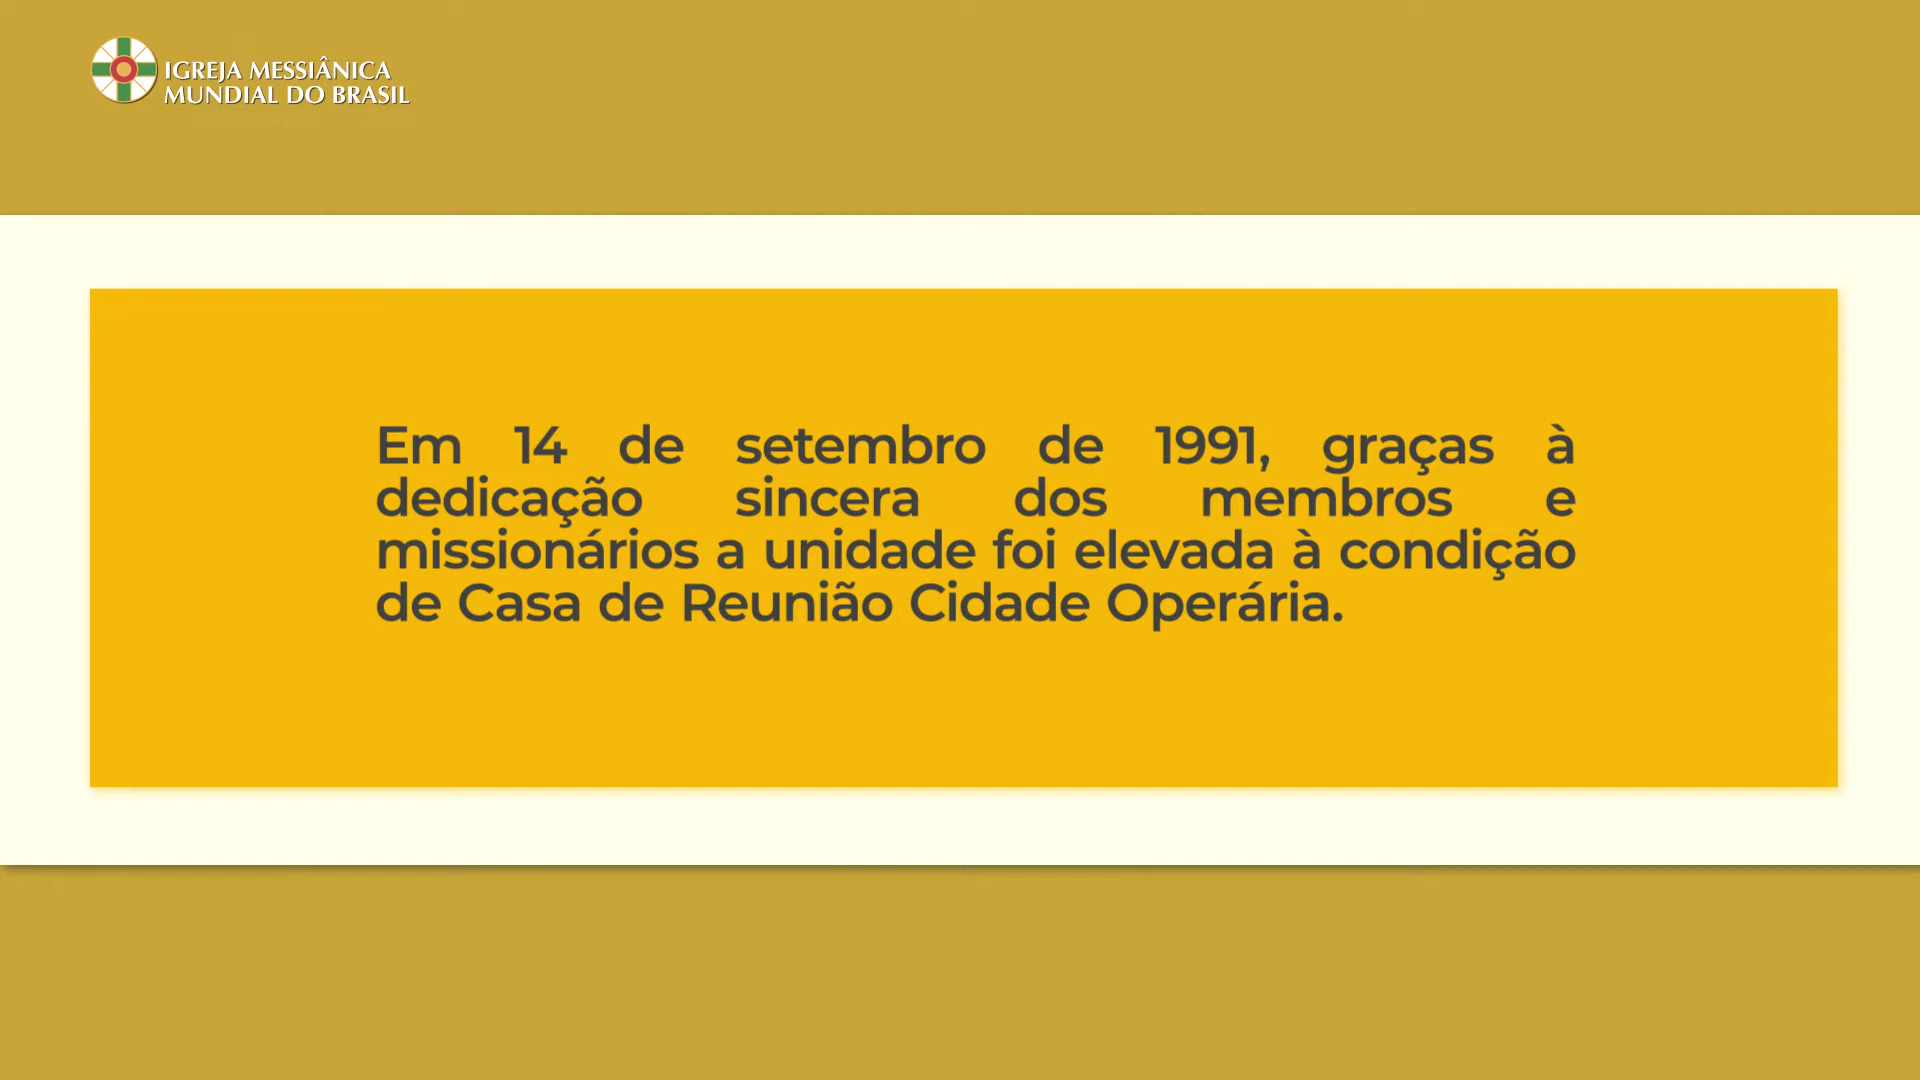 IGREJA MESSIÂNICA
MUNDIAL DO BRASIL
Em 14 de setembro de 1991, graças à
dedicação sincera dos membros e
missionários a unidade foi elevada à condição
de Casa de Reunião Cidade Operária.